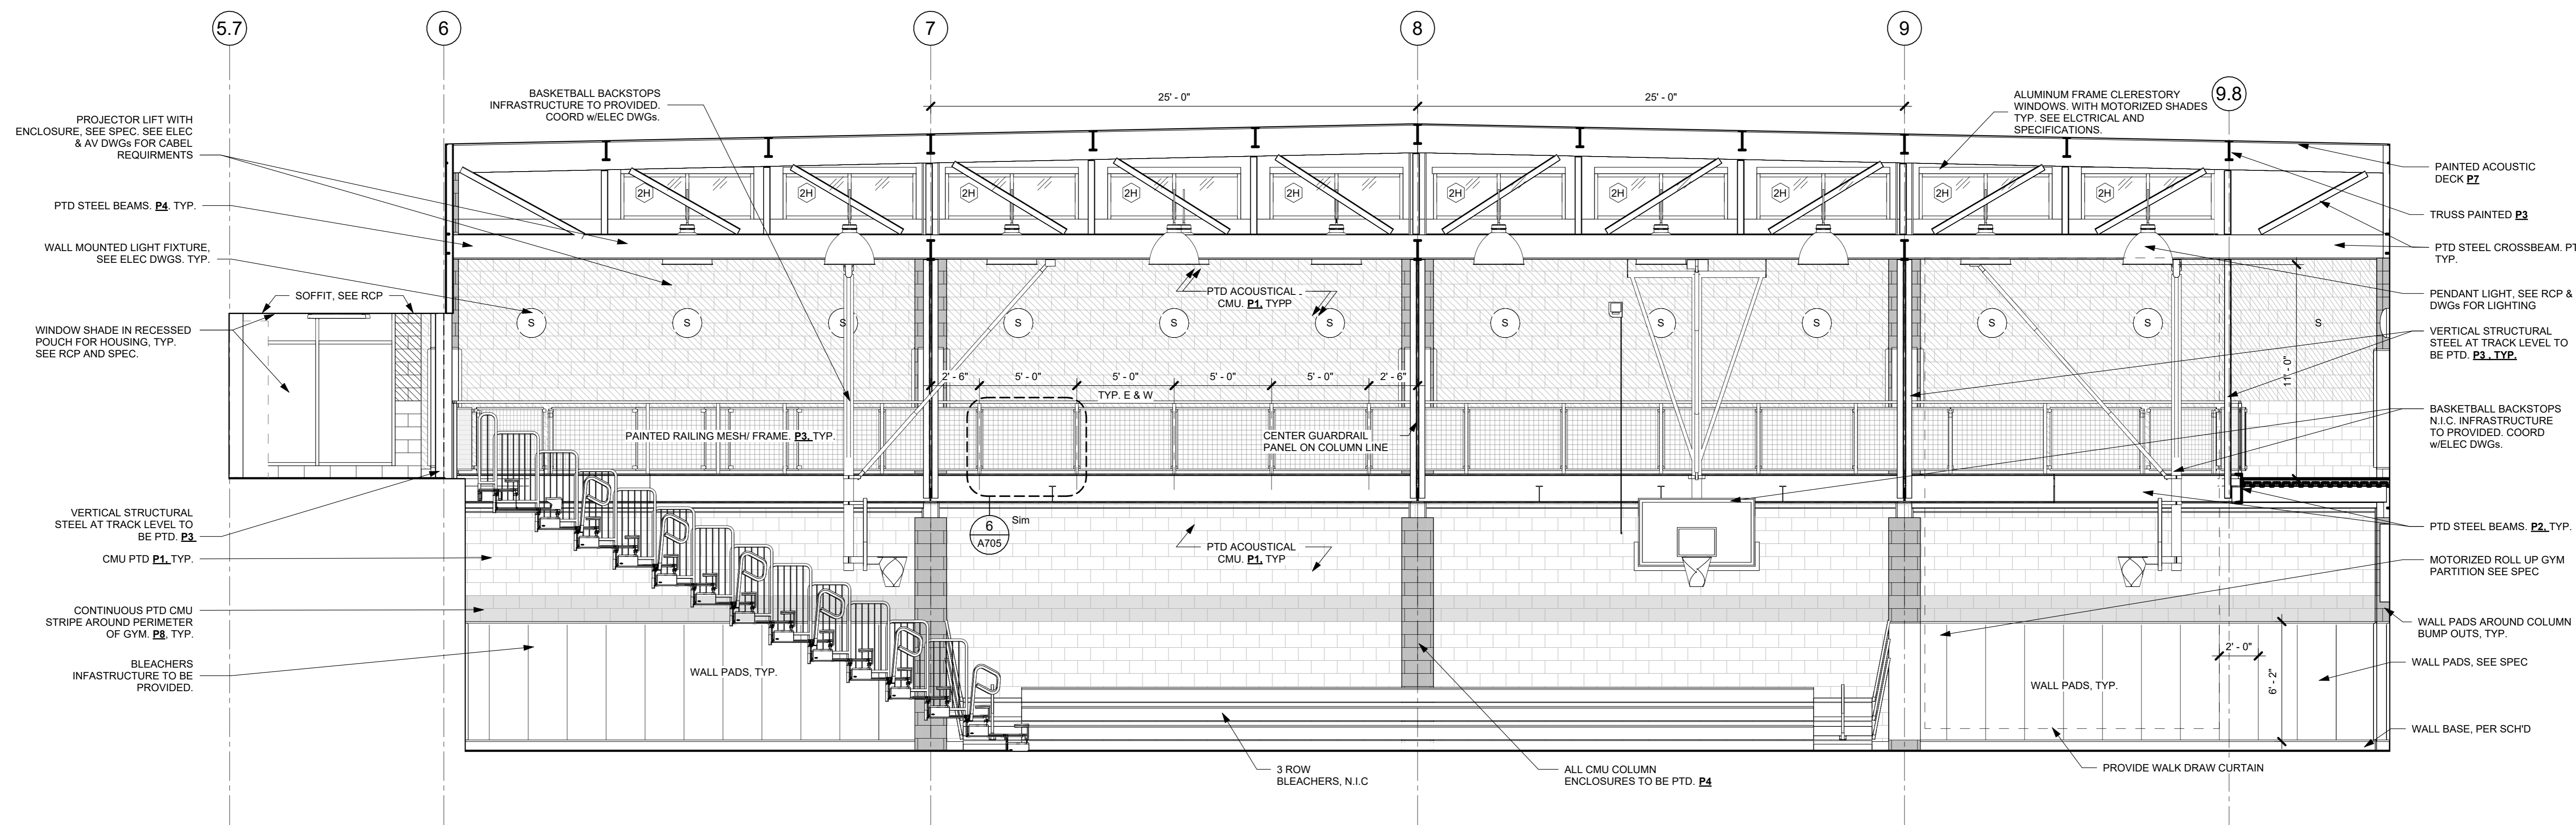 5.7
6
7
8
9
9.8
25' - 0"
25' - 0"
BASKETBALL BACKSTOPS
INFRASTRUCTURE TO PROVIDED.
COORD w/ELEC DWGs.
ALUMINUM FRAME CLERESTORY
WINDOWS. WITH MOTORIZED SHADES
TYP. SEE ELCTRICAL AND
SPECIFICATIONS.
PROJECTOR LIFT WITH
ENCLOSURE, SEE SPEC. SEE ELEC
& AV DWGs FOR CABEL
REQUIRMENTS
PTD STEEL BEAMS. P4. TYP.
WALL MOUNTED LIGHT FIXTURE,
SEE ELEC DWGS. TYP.
SOFFIT, SEE RCP
WINDOW SHADE IN RECESSED
POUCH FOR HOUSING, TYP.
SEE RCP AND SPEC.
VERTICAL STRUCTURAL
STEEL AT TRACK LEVEL TO
BE PTD. P3
CMU PTD P1, TYP.
CONTINUOUS PTD CMU
STRIPE AROUND PERIMETER
OF GYM. P8, TYP.
BLEACHERS
INFASTRUCTURE TO BE
PROVIDED.
2H
2H
2H
2H
2H
2H
2H
2H
2H
2H
S
S
S
S
S
S
S
S
S
S
S
S
PTD ACOUSTICAL
CMU. P1, TYPP
2' - 6"
5' - 0"
5' - 0"
5' - 0"
5' - 0"
2' - 6"
TYP. E & W
PAINTED RAILING MESH/ FRAME. P3, TYP.
CENTER GUARDRAIL
PANEL ON COLUMN LINE
11' - 0"
6
A705
Sim
PTD ACOUSTICAL
CMU. P1, TYP
WALL PADS, TYP.
WALL PADS, TYP.
2' - 0"
6' - 2"
3 ROW
BLEACHERS, N.I.C
ALL CMU COLUMN
ENCLOSURES TO BE PTD. P4
PROVIDE WALK DRAW CURTAIN
PAINTED ACOUSTIC
DECK P7
TRUSS PAINTED P3
PTD STEEL CROSSBEAM.
TYP.
PENDANT LIGHT, SEE RCP &
DWGs FOR LIGHTING
VERTICAL STRUCTURAL
STEEL AT TRACK LEVEL TO
BE PTD. P3 , TYP.
BASKETBALL BACKSTOPS
N.I.C. INFRASTRUCTURE
TO PROVIDED. COORD
w/ELEC DWGs.
PTD STEEL BEAMS. P2, TYP.
MOTORIZED ROLL UP GYM
PARTITION SEE SPEC
WALL PADS AROUND COLUMN
BUMP OUTS, TYP.
WALL PADS, SEE SPEC
WALL BASE, PER SCH'D